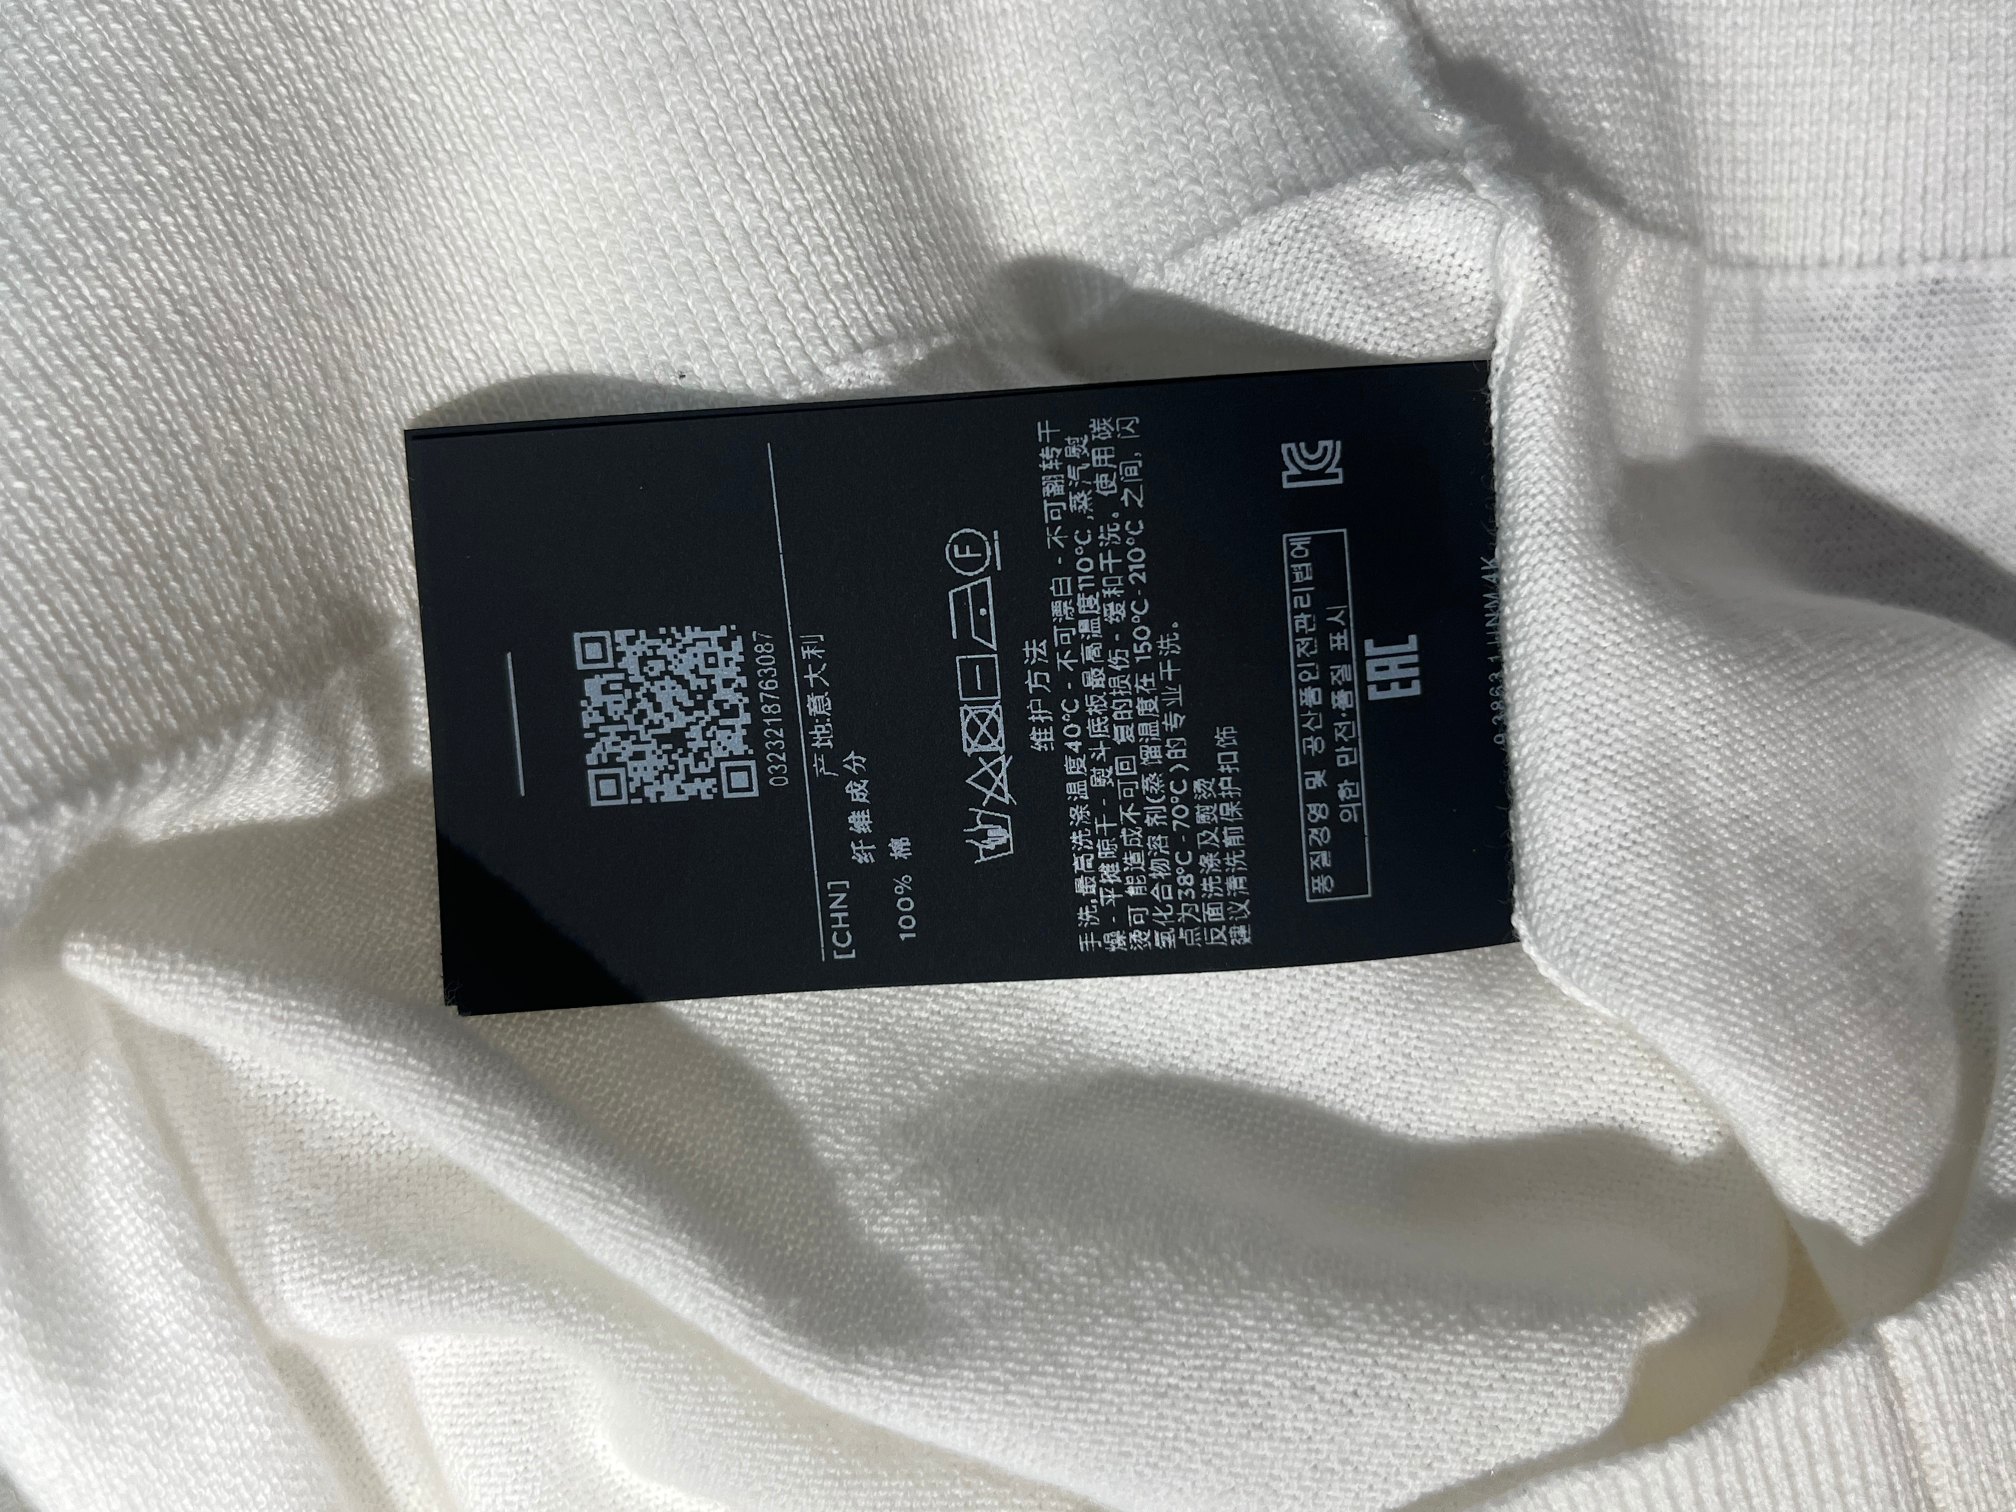 0323218763087
产地:意大利
[CHN]
纤维成分
100% 棉
F
维护方法
手洗,最高洗涤温度40°C - 不可漂白 - 不可翻转干
燥 - 平摊晾干 - 熨斗底板最高温度110°C ,蒸汽熨
烫可能造成不可回复的损伤 - 缓和干洗。使用碳
氢化合物溶剂(蒸馏温度在150°C-210°C 之间, 闪
点为38°C -70°C )的专业干洗.
反面洗涤及熨烫
建议清洗前保护扣饰
품질경영 및 공산품안전관리법에
의한 안전·품질 표시
KC
EAC